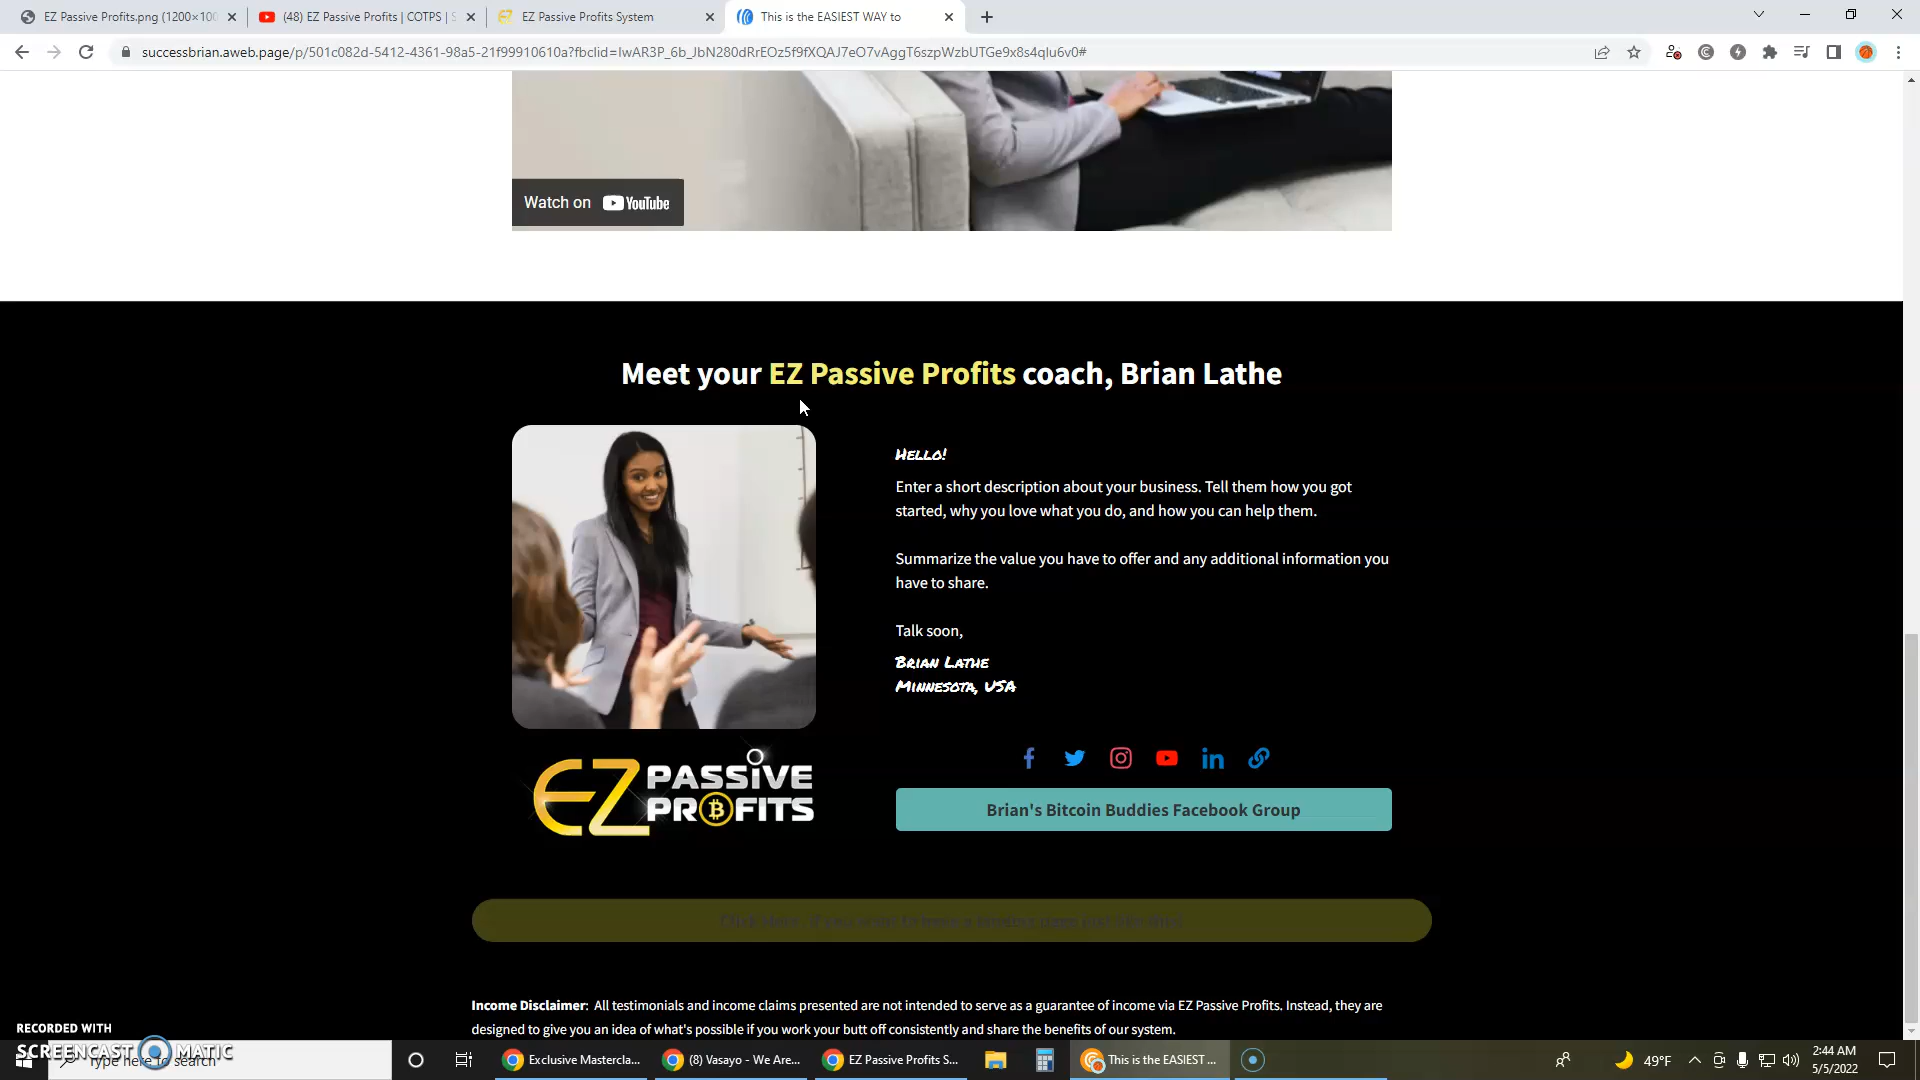 EZ Passive Profits.png (1200×100
(48) EZ Passive Profits | COTPS | S
EZ Passive Profits System
This is the EASIEST WAY to
successbrian.aweb.page/p/501c082d-5412-4361-98a5-21f99910610a?fbclid=IwAR3P_6b_JbN280dRrEOz5f9fXQAJ7eO7vAggT6szpWzbUTGe9x8s4qIu6v0#
Watch on YouTube
Meet your EZ Passive Profits coach, Brian Lathe
Hello!
Enter a short description about your business. Tell them how you got
started, why you love what you do, and how you can help them.
Summarize the value you have to offer and any additional information you
have to share.
Talk soon,
Brian Lathe
Minnesota, USA
EZ PASSIVE
PROFITS
Brian's Bitcoin Buddies Facebook Group
Income Disclaimer: All testimonials and income claims presented are not intended to serve as a guarantee of income via EZ Passive Profits. Instead, they are
designed to give you an idea of what's possible if you work your butt off consistently and share the benefits of our system.
RECORDED WITH
SCREENCAST MATIC
Type here to search
Exclusive Mastercla...
(8) Vasayo - We Are...
EZ Passive Profits S...
This is the EASIEST ...
49°F
2:44 AM
5/5/2022